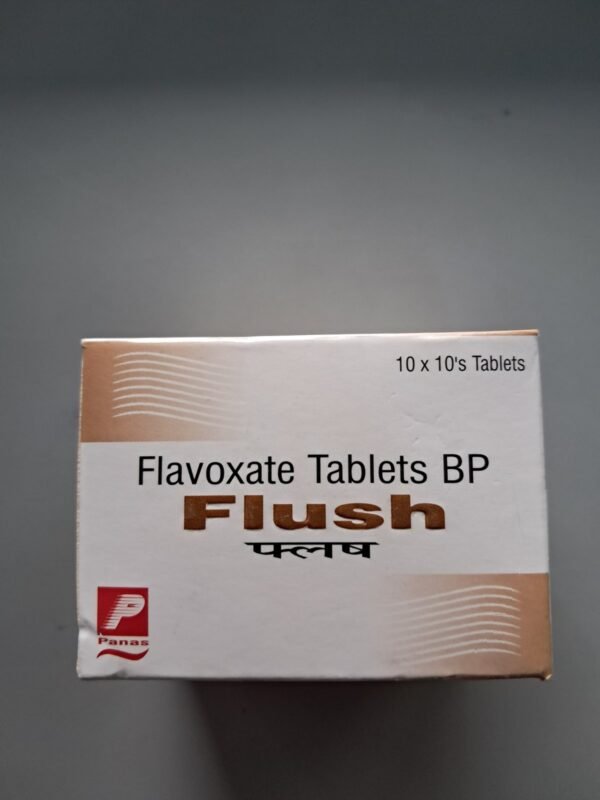 10 x 10's Tablets
Flavoxate Tablets BP
Flush
फ्लष
P
Panas